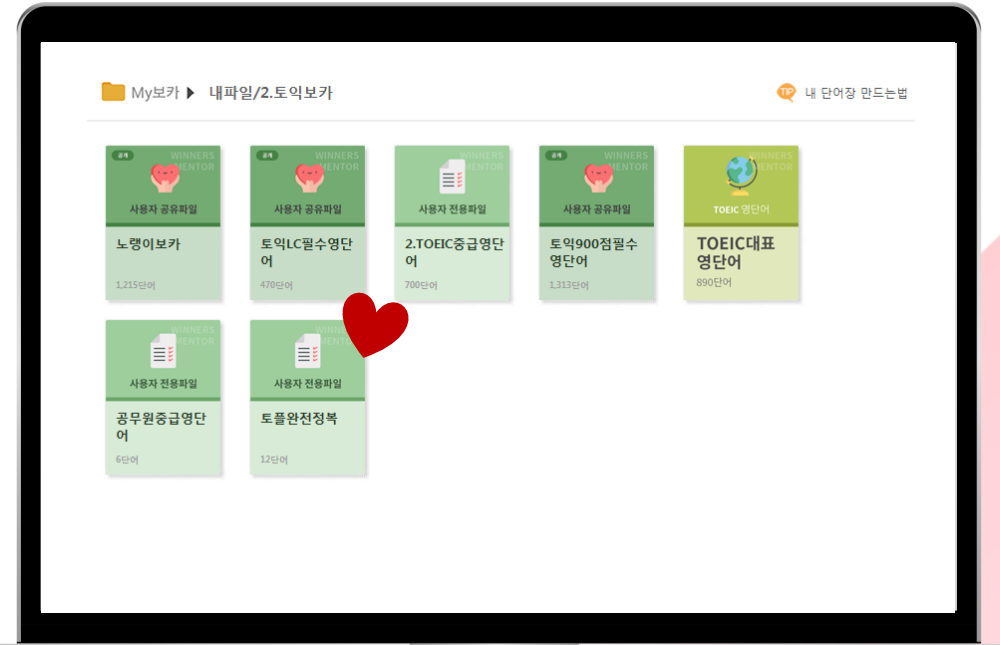 My보카 ▶ 내파일/2.토익보카
TIP 내 단어장 만드는법
공개 WINNERS
MENTOR
사용자 공유파일
노랭이보카
1,215단어
공개 WINNERS
MENTOR
사용자 공유파일
토익LC필수영단
어
470단어
WINNERS
MENTOR
사용자 전용파일
2.TOEIC중급영단
어
700단어
공개 WINNERS
MENTOR
사용자 공유파일
토익900점필수
영단어
1,313단어
WINNERS
MENTOR
TOEIC 영단어
TOEIC대표
영단어
890단어
WINNERS
MENTOR
사용자 전용파일
공무원중급영단
어
6단어
MENTOR
사용자 전용파일
토플완전정복
12단어